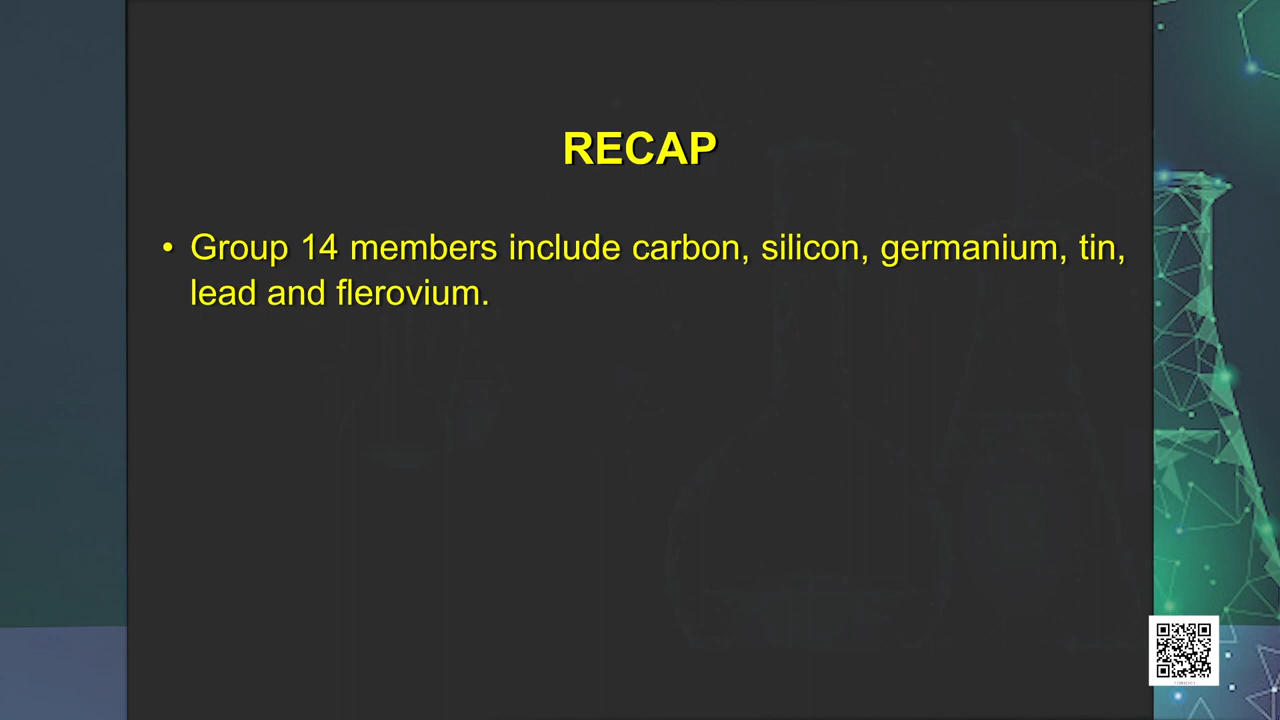 RECAP
• Group 14 members include carbon, silicon, germanium, tin,
lead and flerovium.